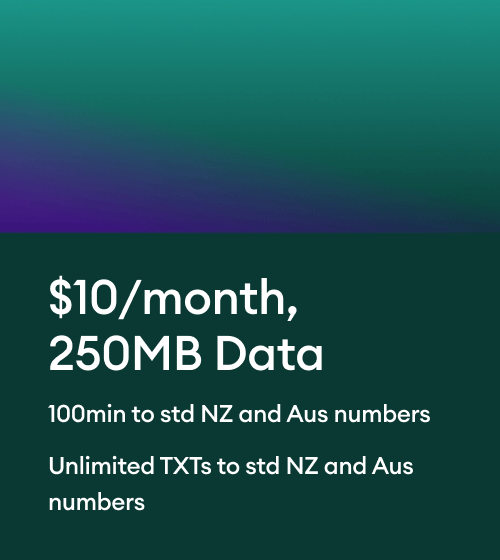 $10/month,
250MB Data
100min to std NZ and Aus numbers
Unlimited TXTs to std NZ and Aus
numbers